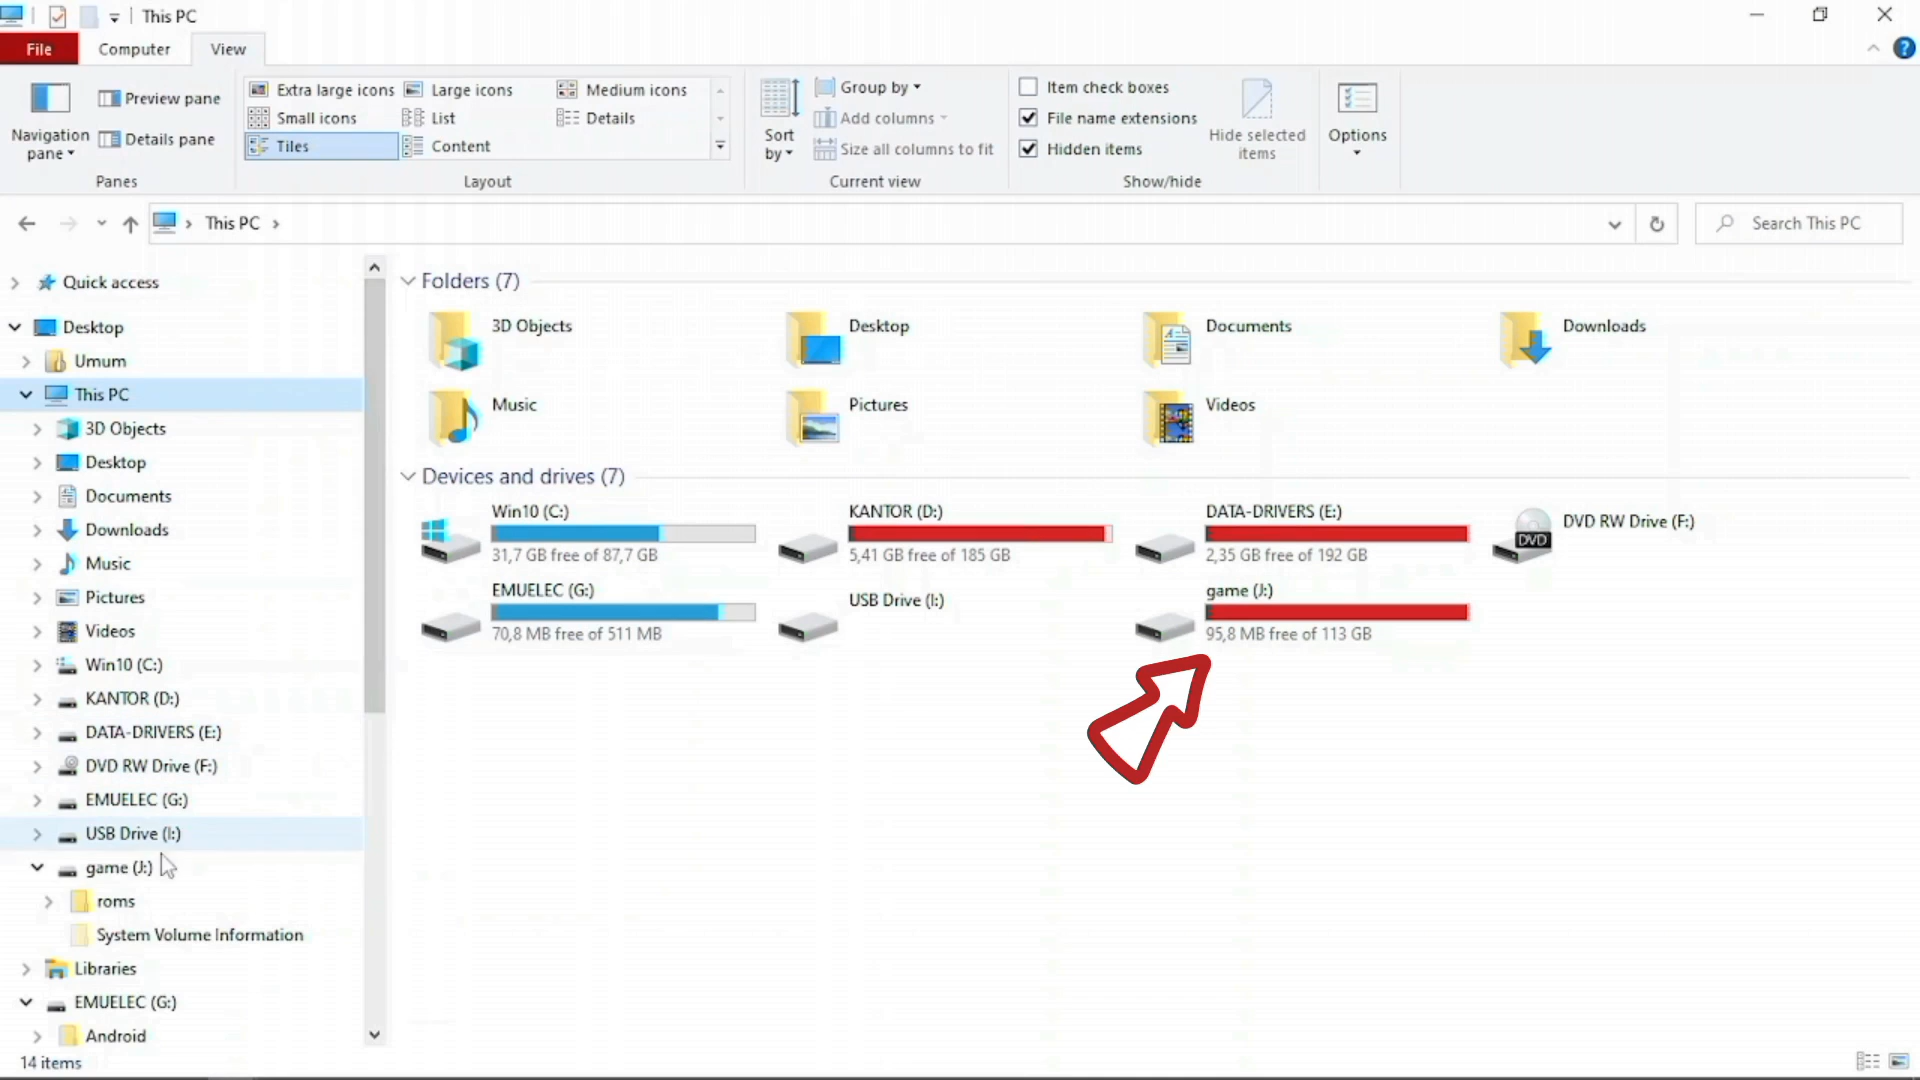 This PC
File
Computer
View
Navigation
pane
Preview pane
Details pane
Panes
Extra large icons
Large icons
Medium icons
Small icons
List
Details
Tiles
Content
Layout
Sort
by
Group by
Add columns
Size all columns to fit
Current view
Item check boxes
File name extensions
Hidden items
Hide selected
items
Show/hide
Options
This PC
Search This PC
Quick access
Desktop
Umum
This PC
3D Objects
Desktop
Documents
Downloads
Music
Pictures
Videos
Win10 (C:)
KANTOR (D:)
DATA-DRIVERS (E:)
DVD RW Drive (F:)
EMUELEC (G:)
USB Drive (I:)
game (J:)
roms
System Volume Information
Libraries
EMUELEC (G:)
Android
14 items
Folders (7)
3D Objects
Desktop
Documents
Downloads
Music
Pictures
Videos
Devices and drives (7)
Win10 (C:)
31,7 GB free of 87,7 GB
KANTOR (D:)
5,41 GB free of 185 GB
DATA-DRIVERS (E:)
2,35 GB free of 192 GB
DVD RW Drive (F:)
DVD
EMUELEC (G:)
70,8 MB free of 511 MB
USB Drive (I:)
game (J:)
95,8 MB free of 113 GB